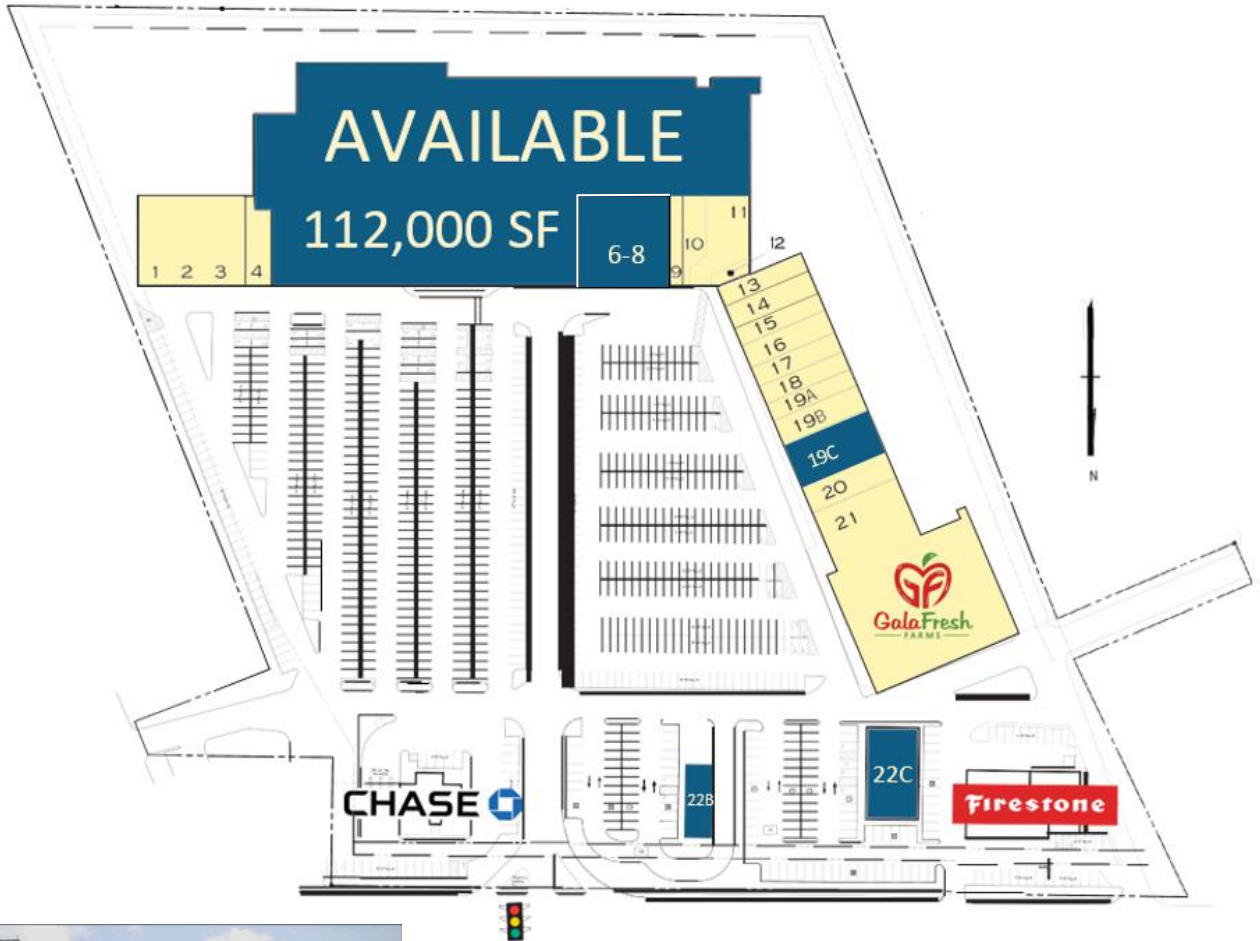 AVAILABLE
112,000 SF
6-8
1
2
3
4
9
10
11
12
13
14
15
16
17
18
19A
19B
19C
20
21
GF
GalaFresh
FARMS
N
CHASE
22B
22C
Firestone